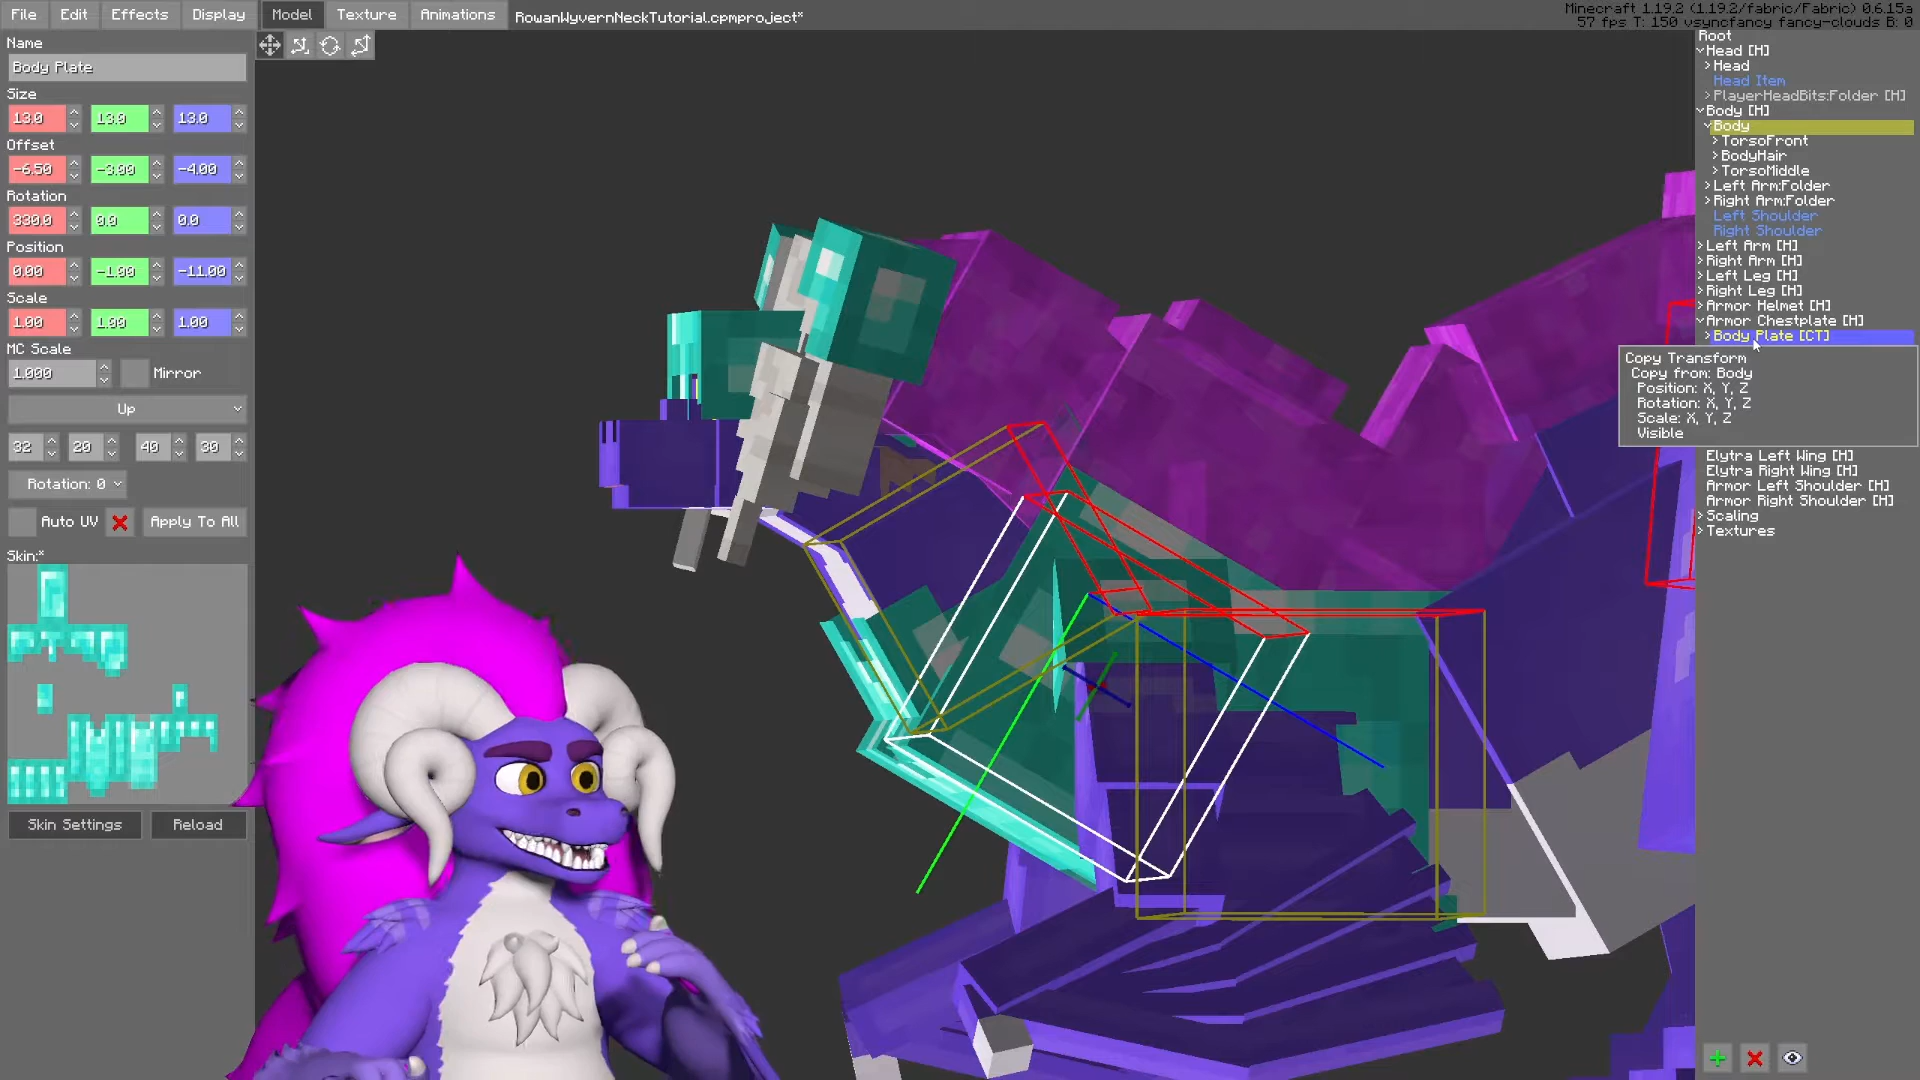 File Edit Effects Display Model Texture Animations RowanWyvernNeckTutorial.cpmproject*
Minecraft 1.19.2 (1.19.2/fabric/Fabric) 0.6.15a
57 fps T: 150 vsyncfancy fancy-clouds B: 0
Name
Body Plate
Size
13.0 13.0 13.0
Offset
-6.50 -3.00 -4.00
Rotation
330.0 0.0 0.0
Position
0.00 -1.00 -11.00
Scale
1.00 1.00 1.00
MC Scale
1.000 Mirror
Up
32 20 40 30
Rotation: 0
Auto UV Apply To All
Skin:*
Skin Settings Reload
Root
Head [H]
Head
Head Item
PlayerHeadBits:Folder [H]
Body [H]
Body
TorsoFront
BodyHair
TorsoMiddle
Left Arm:Folder
Right Arm:Folder
Left Shoulder
Right Shoulder
Left Arm [H]
Right Arm [H]
Left Leg [H]
Right Leg [H]
Armor Helmet [H]
Armor Chestplate [H]
Body Plate [CT]
Copy Transform
Copy from: Body
Position: X, Y, Z
Rotation: X, Y, Z
Scale: X, Y, Z
Visible
Elytra Left Wing [H]
Elytra Right Wing [H]
Armor Left Shoulder [H]
Armor Right Shoulder [H]
Scaling
Textures